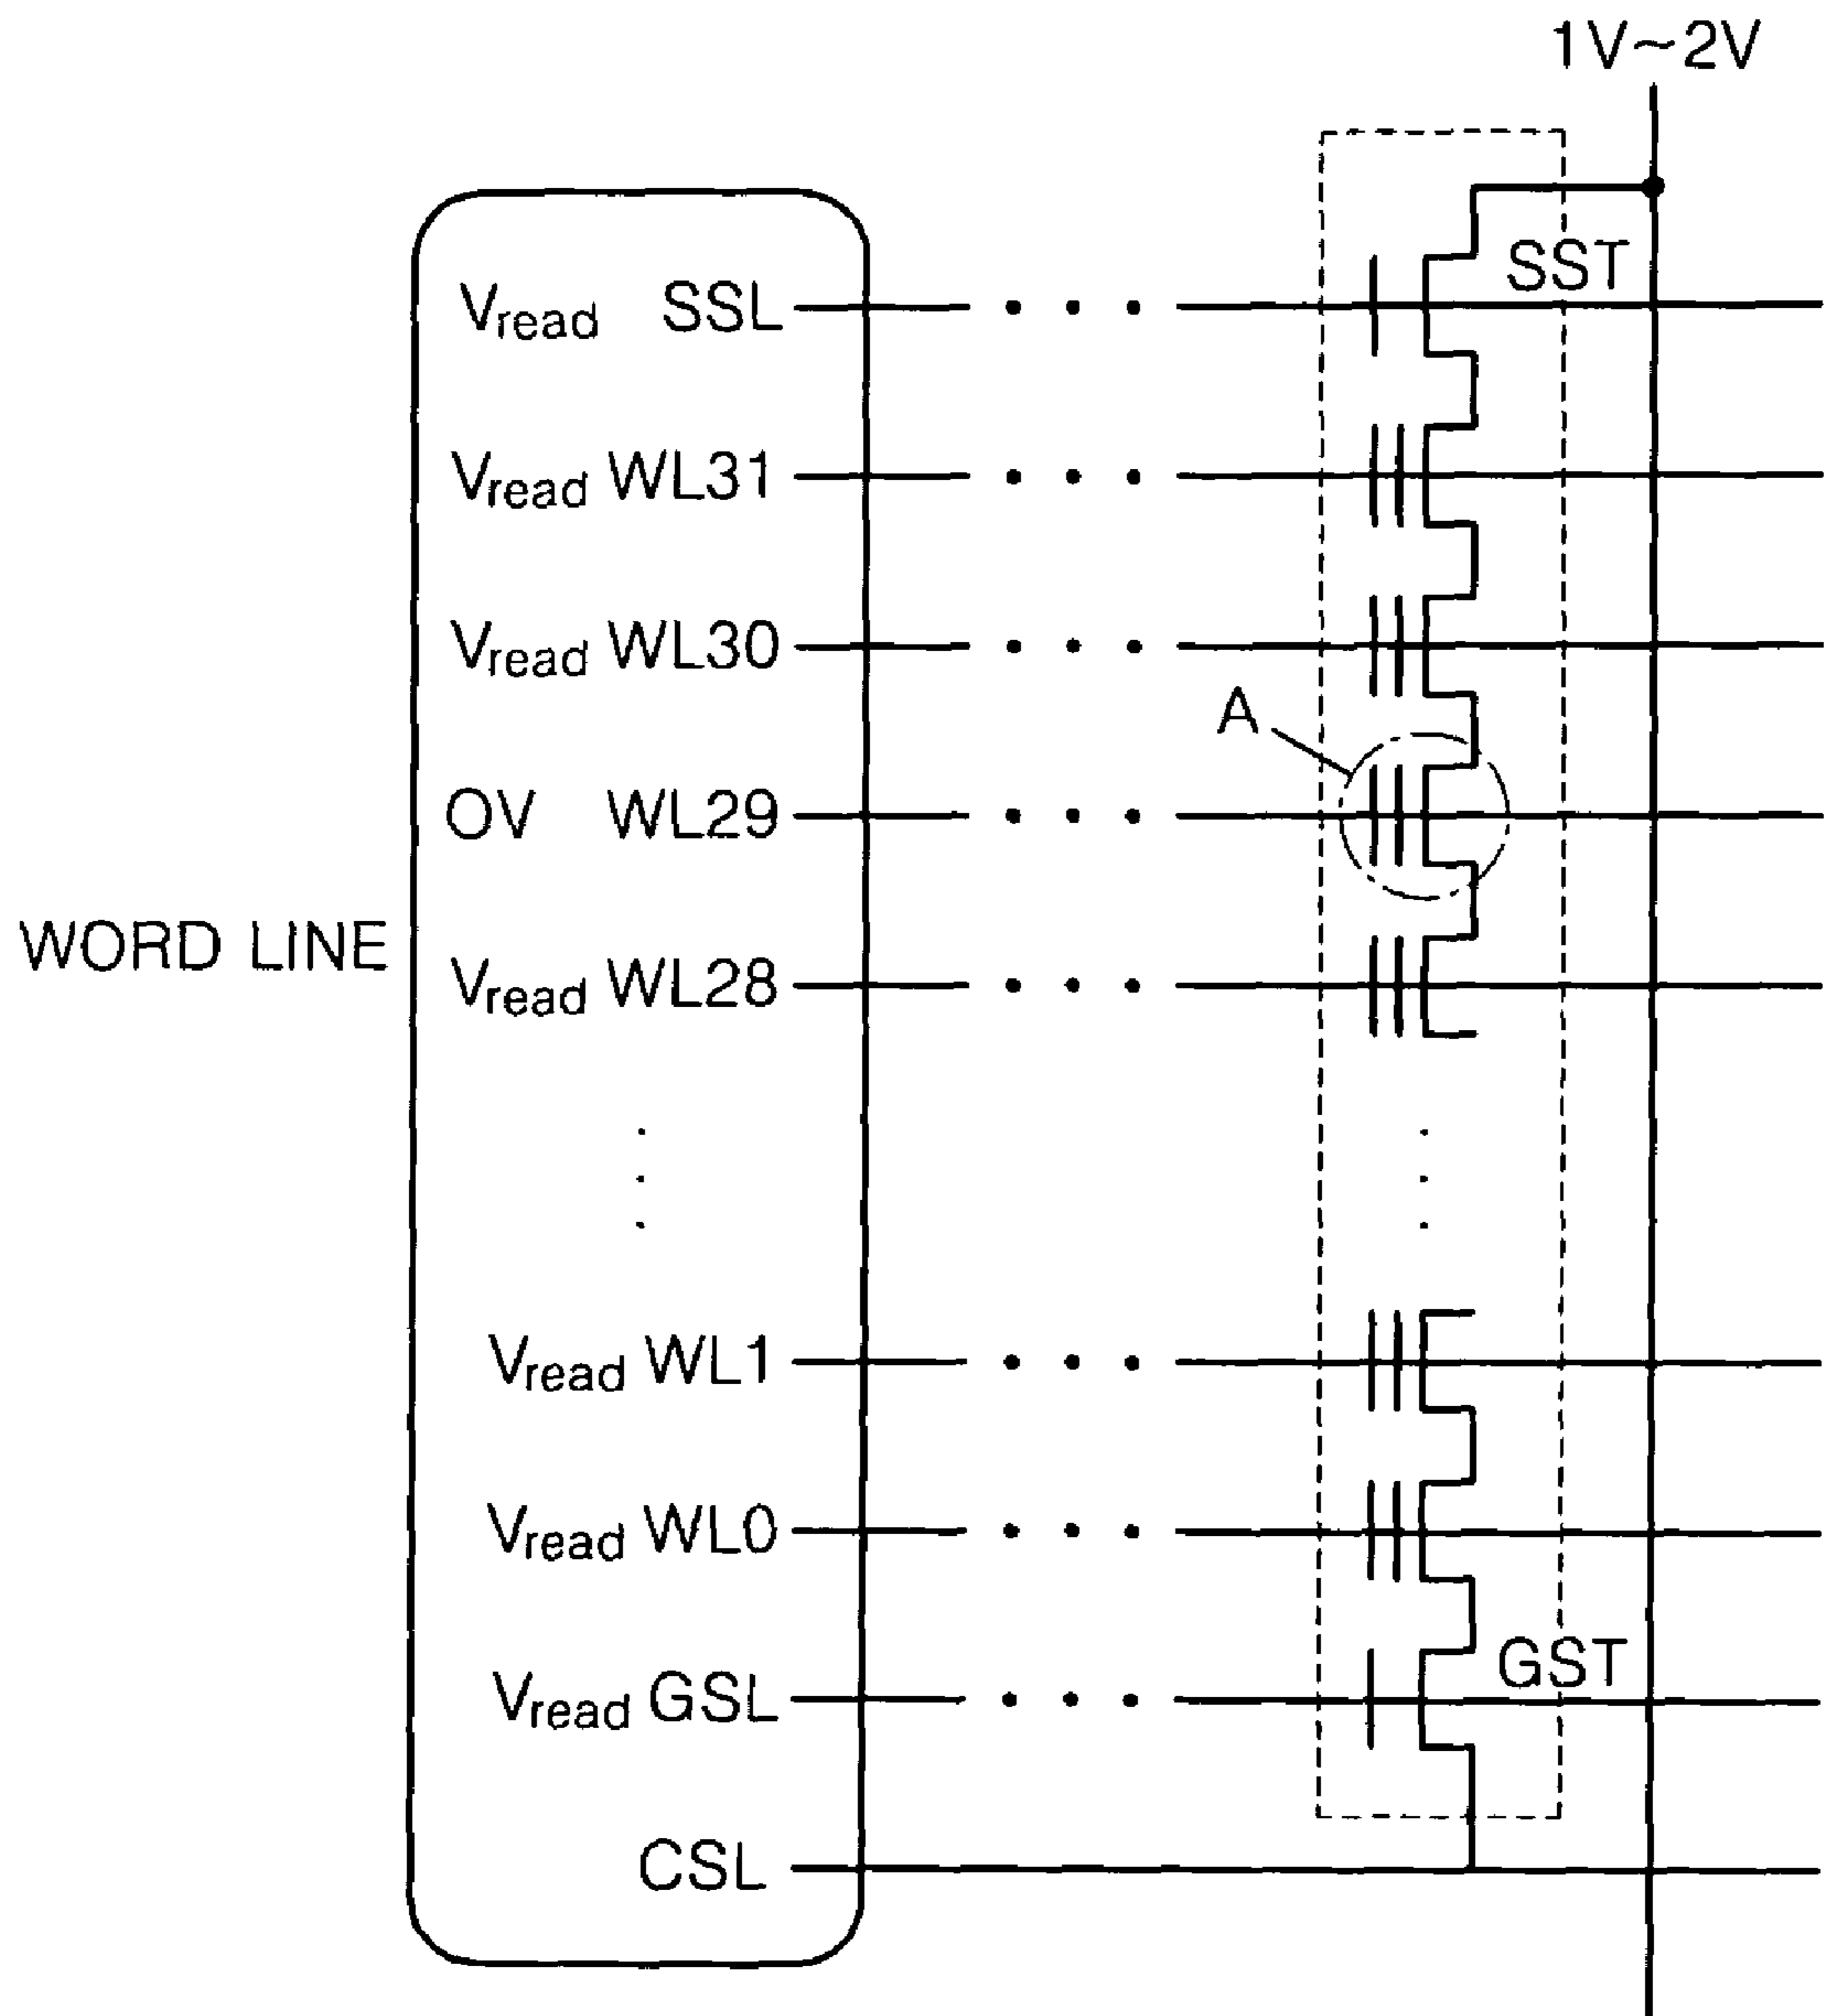 1V~2V
SST
Vread SSL
Vread WL31
Vread WL30
A
OV WL29
WORD LINE
Vread WL28
Vread WL1
Vread WL0
GST
Vread GSL
CSL